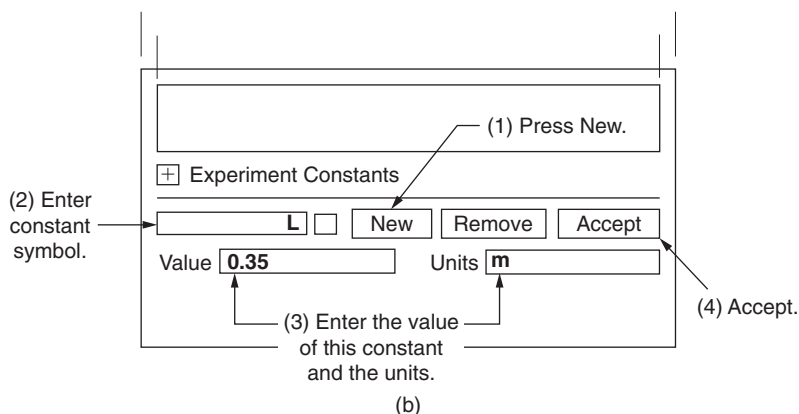 (1) Press New.
+ Experiment Constants
(2) Enter
constant
symbol.
L New Remove Accept
Value 0.35 Units m
(4) Accept.
(3) Enter the value
of this constant
and the units.
(b)